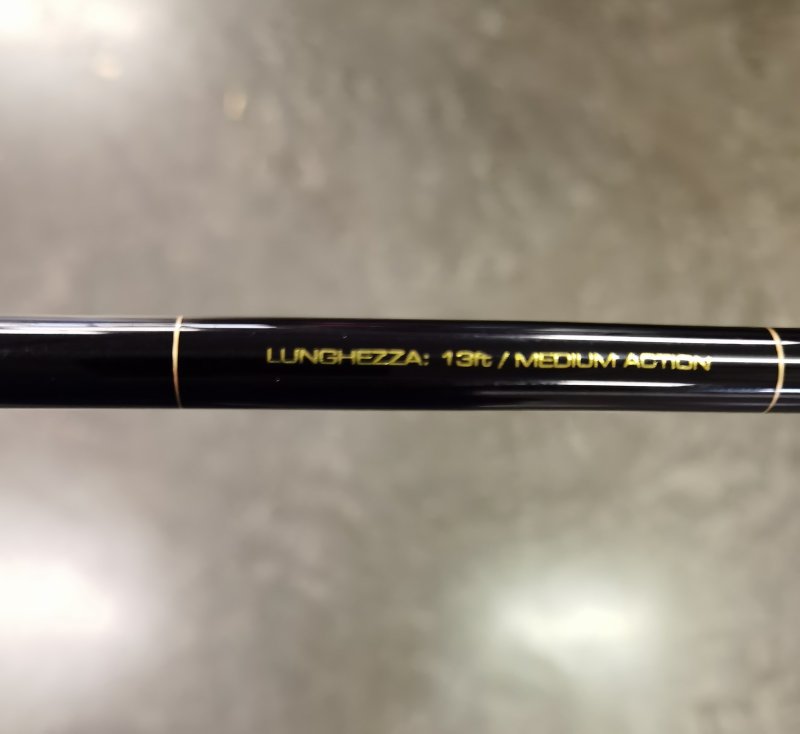 LUNGHEZZA: 13ft / MEDIUM ACTION